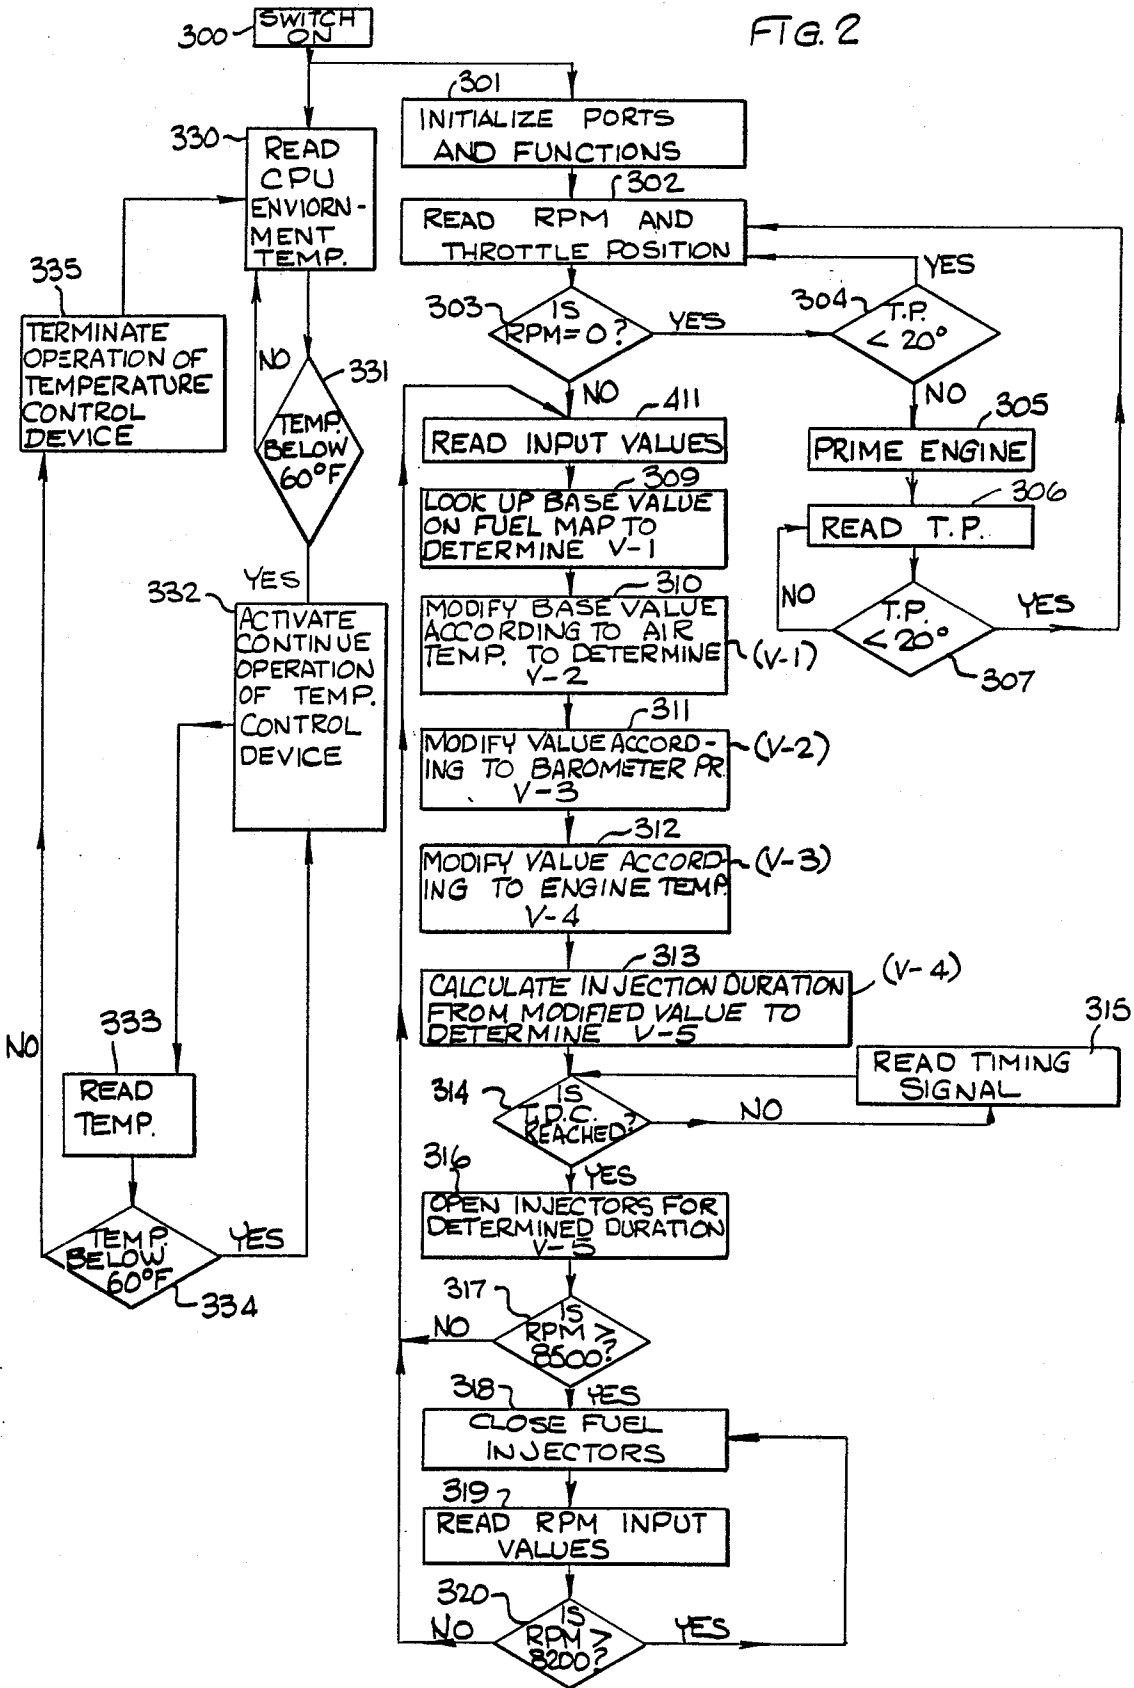 FIG. 2
300
SWITCH
ON
301
INITIALIZE PORTS
AND FUNCTIONS
330
READ
CPU
ENVIORN-
MENT
TEMP.
302
READ RPM AND
THROTTLE POSITION
YES
335
TERMINATE
OPERATION OF
TEMPERATURE
CONTROL
DEVICE
303
IS
RPM=0?
YES
304
T.P.
< 20°
NO
NO
331
TEMP.
BELOW
60°F
NO
411
READ INPUT VALUES
305
PRIME ENGINE
309
LOOK UP BASE VALUE
ON FUEL MAP TO
DETERMINE V-1
306
READ T.P.
YES
332
ACTIVATE
CONTINUE
OPERATION
OF TEMP.
CONTROL
DEVICE
310
MODIFY BASE VALUE
ACCORDING TO AIR
TEMP. TO DETERMINE
V-2
(V-1)
NO
T.P.
< 20°
YES
307
311
MODIFY VALUE ACCORD-
ING TO BAROMETER PR.
V-3
(V-2)
312
MODIFY VALUE ACCORD-
ING TO ENGINE TEMP.
V-4
(V-3)
313
CALCULATE INJECTION DURATION
FROM MODIFIED VALUE TO
DETERMINE V-5
(V-4)
NO
333
READ
TEMP.
314
IS
T.D.C.
REACHED?
NO
315
READ TIMING
SIGNAL
YES
316
OPEN INJECTORS FOR
DETERMINED DURATION
V-5
TEMP.
BELOW
60°F
YES
334
317
IS
RPM >
8500?
NO
YES
318
CLOSE FUEL
INJECTORS
319
READ RPM INPUT
VALUES
320
IS
RPM >
8200?
NO
YES